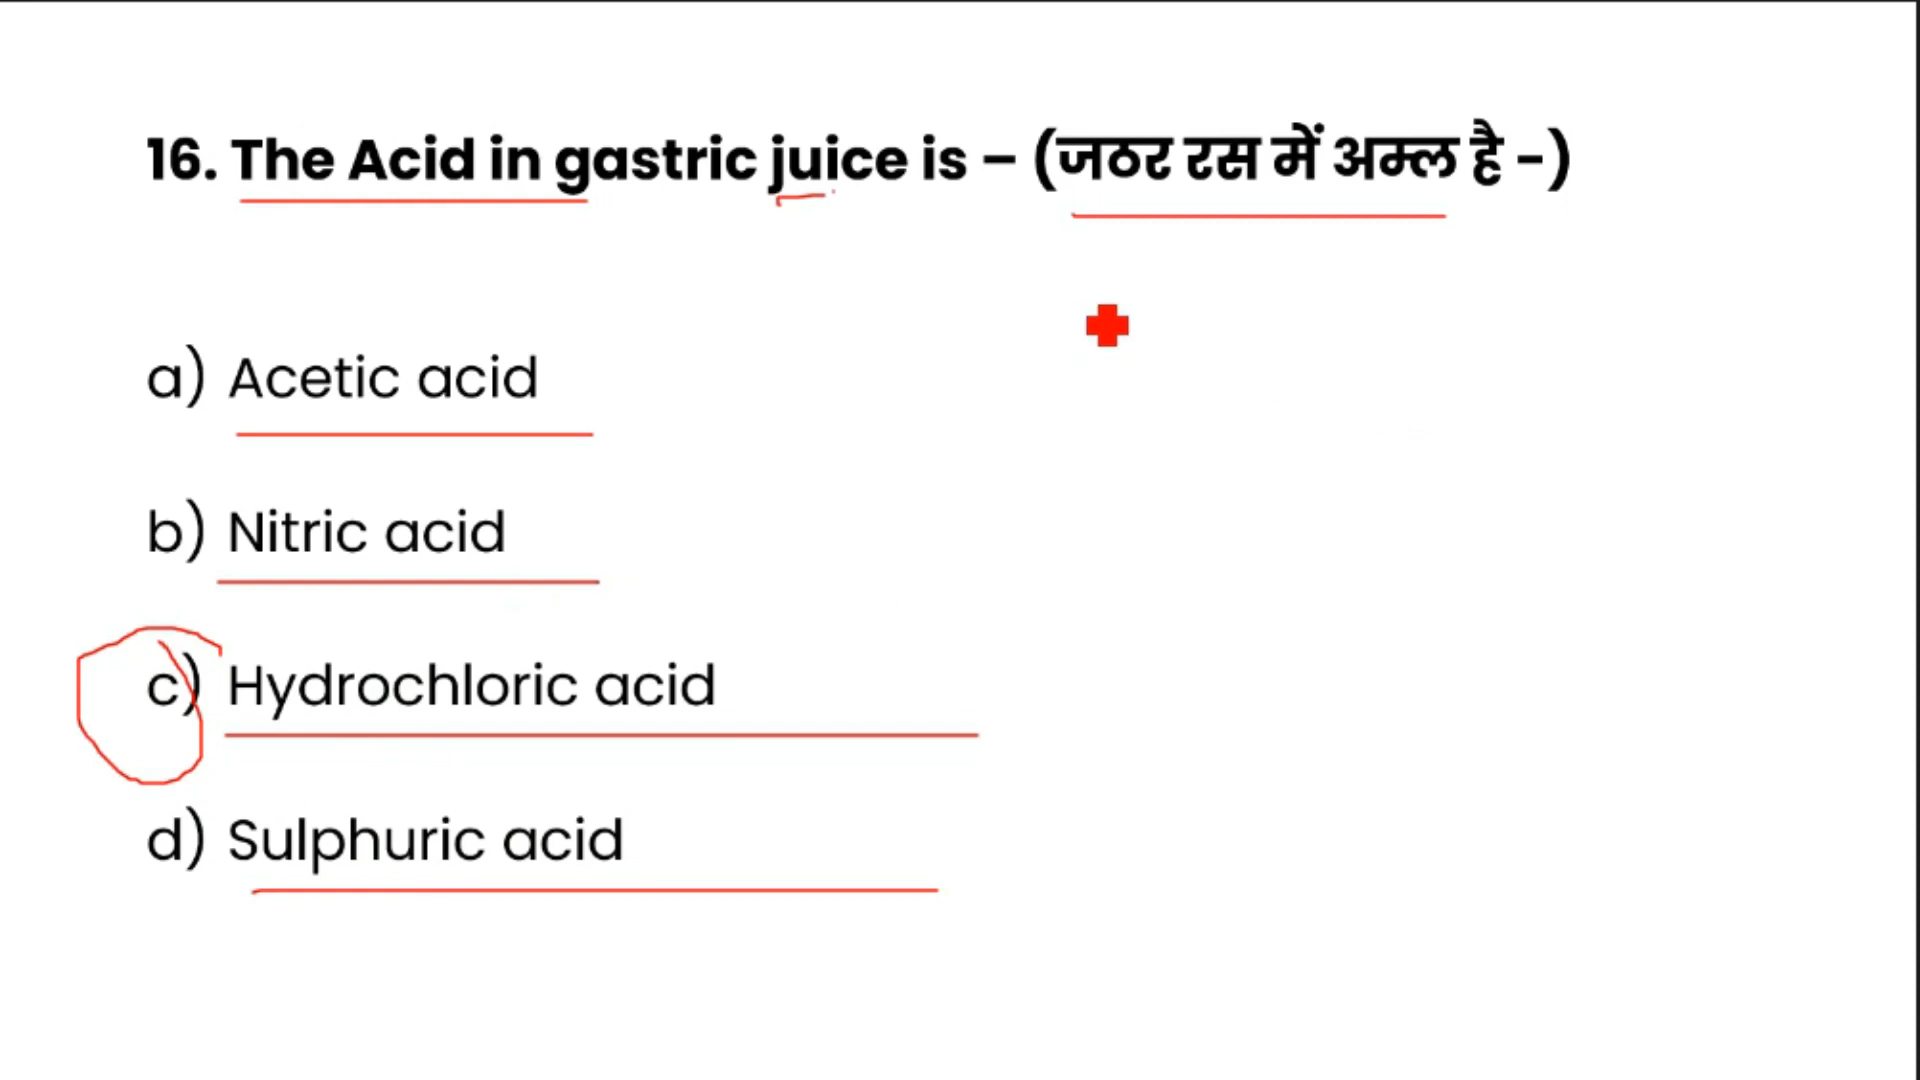 16. The Acid in gastric juice is – (जठर रस में अम्ल है -)
a) Acetic acid
b) Nitric acid
c) Hydrochloric acid
d) Sulphuric acid